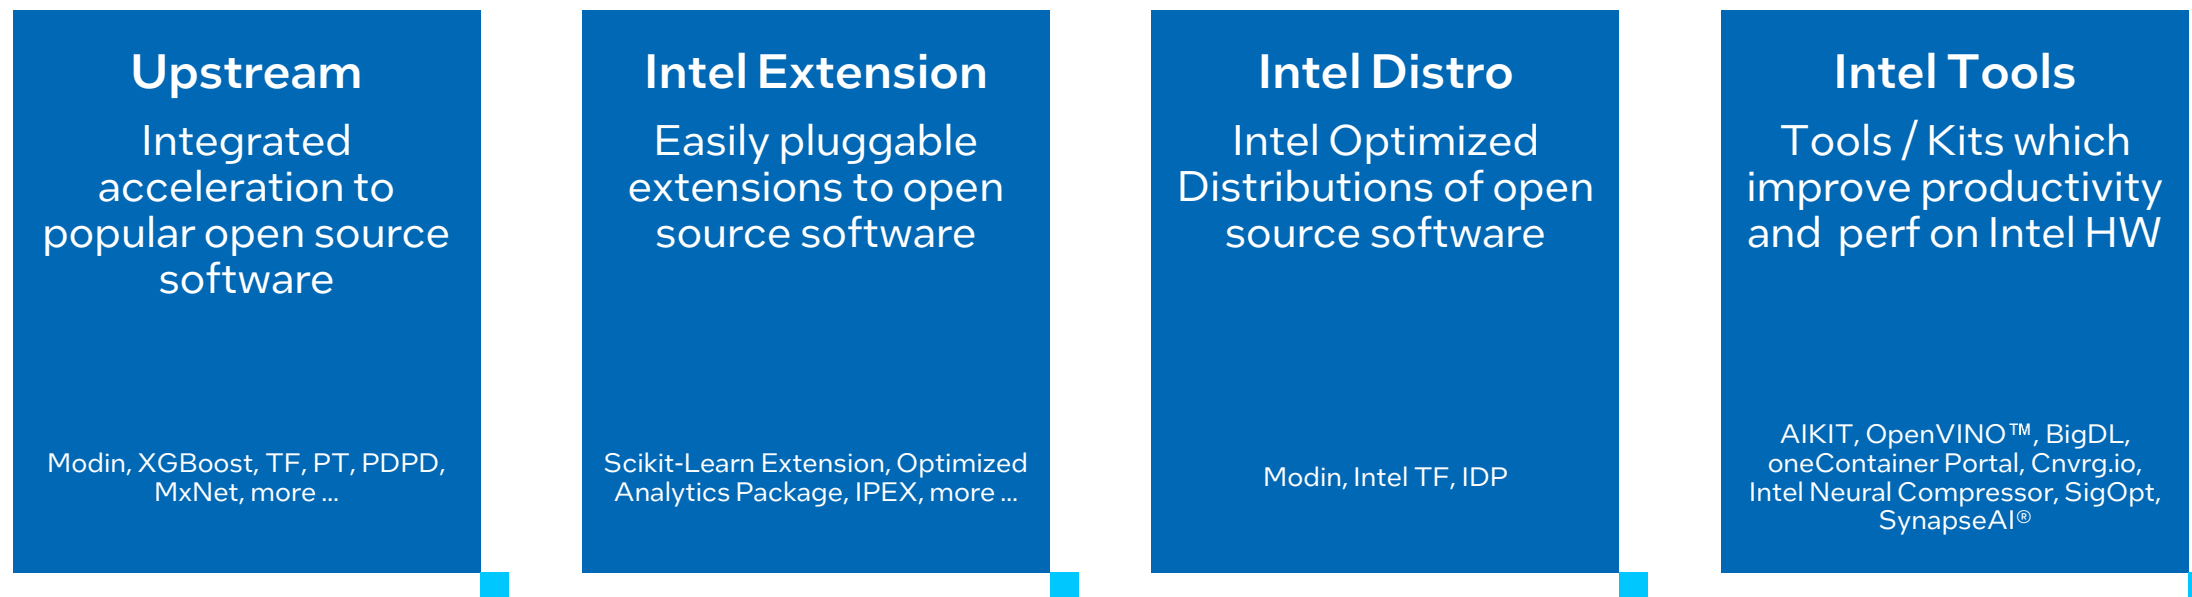 Upstream
Integrated
acceleration to
popular open source
software
Modin, XGBoost, TF, PT, PDPD,
MxNet, more ...
Intel Extension
Easily pluggable
extensions to open
source software
Scikit-Learn Extension, Optimized
Analytics Package, IPEX, more ...
Intel Distro
Intel Optimized
Distributions of open
source software
Modin, Intel TF, IDP
Intel Tools
Tools / Kits which
improve productivity
and perf on Intel HW
AIKIT, OpenVINO™, BigDL,
oneContainer Portal, Cnvrg.io,
Intel Neural Compressor, SigOpt,
SynapseAI®